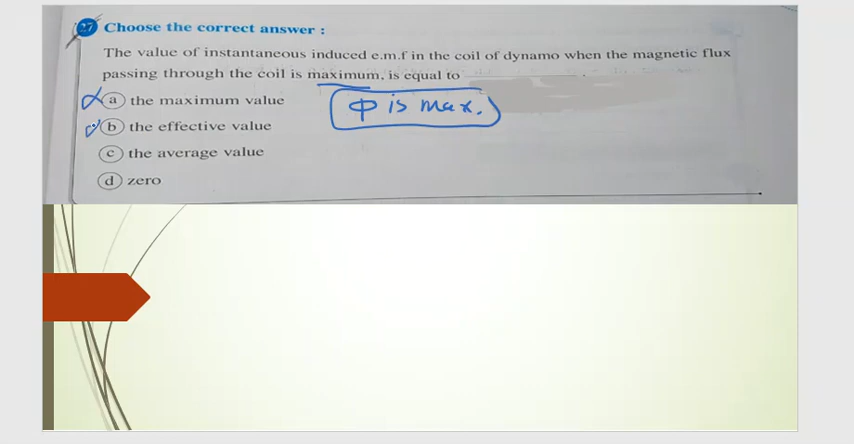 27 Choose the correct answer :
The value of instantaneous induced e.m.f in the coil of dynamo when the magnetic flux
passing through the coil is maximum, is equal to
a the maximum value
Φ is max.
b the effective value
c the average value
d zero